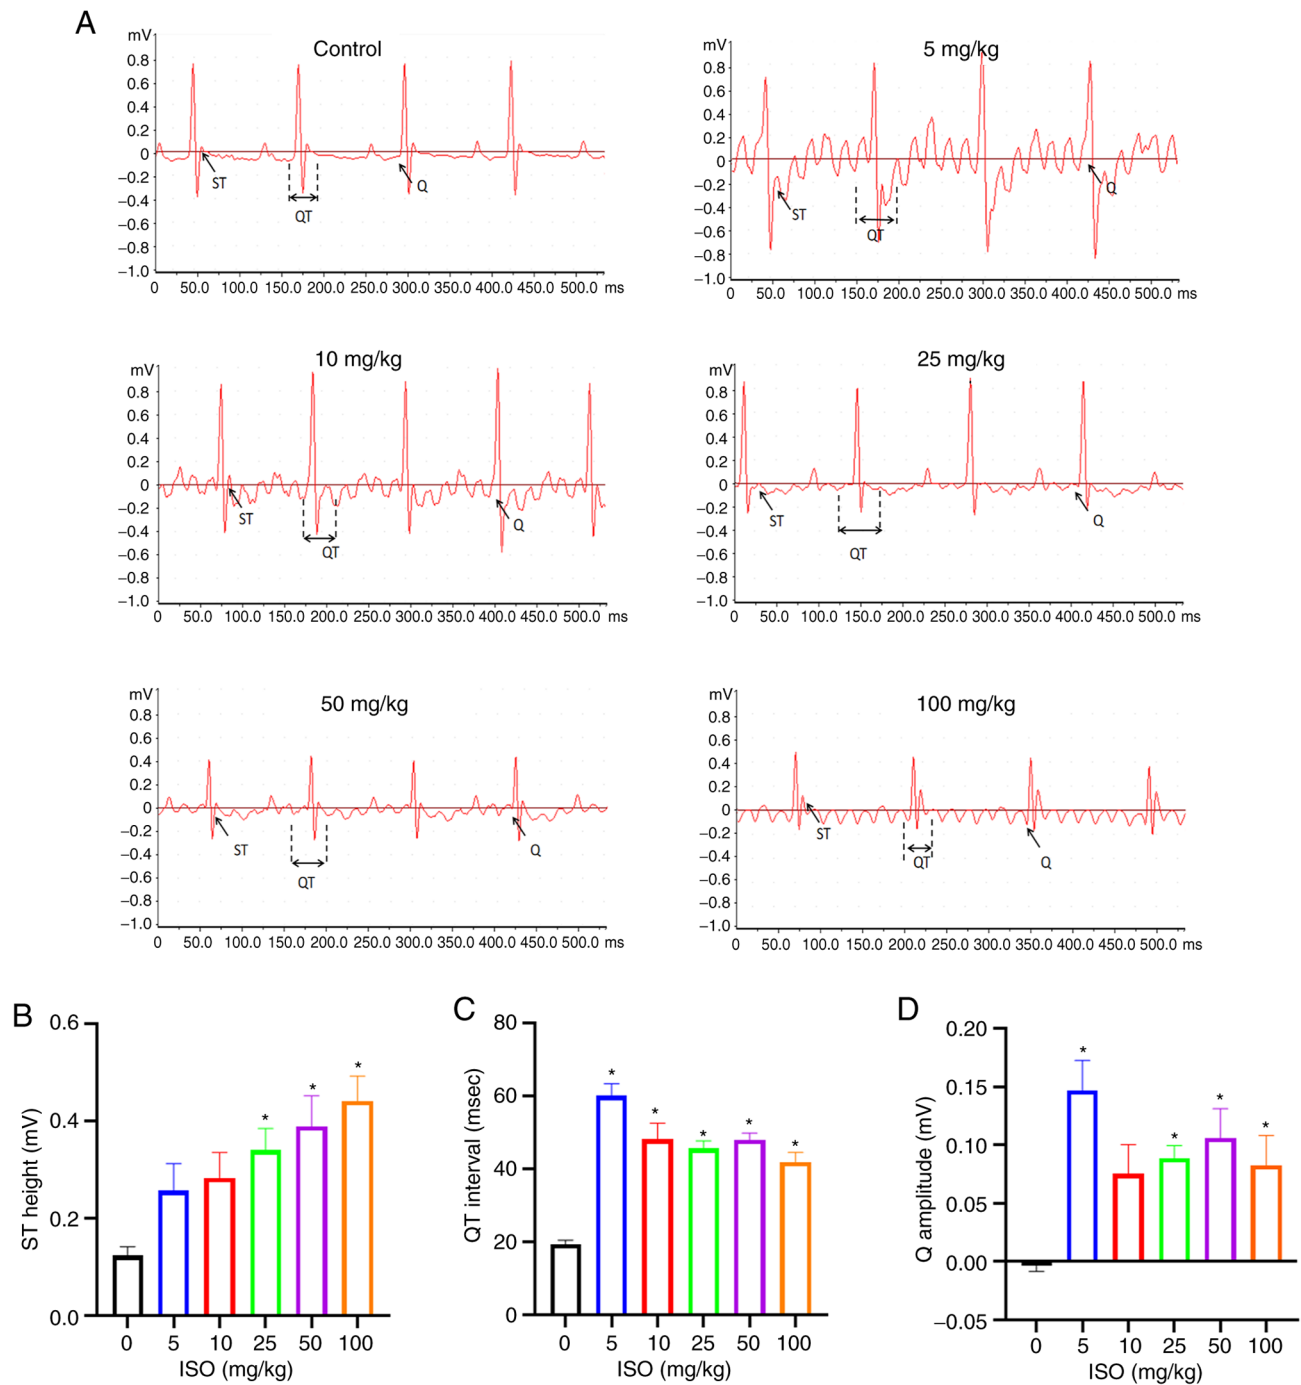 A
Control
mV
0.8
0.6
0.4
0.2
0
−0.2
−0.4
−0.6
−0.8
−1.0
ST
QT
Q
0 50.0 100.0 150.0 200.0 250.0 300.0 350.0 400.0 450.0 500.0 ms
5 mg/kg
mV
0.8
0.6
0.4
0.2
0
−0.2
−0.4
−0.6
−0.8
−1.0
ST
QT
Q
0 50.0 100.0 150.0 200.0 250.0 300.0 350.0 400.0 450.0 500.0 ms
10 mg/kg
mV
0.8
0.6
0.4
0.2
0
−0.2
−0.4
−0.6
−0.8
−1.0
ST
QT
Q
0 50.0 100.0 150.0 200.0 250.0 300.0 350.0 400.0 450.0 500.0 ms
25 mg/kg
mV
0.8
0.6
0.4
0.2
0
−0.2
−0.4
−0.6
−0.8
−1.0
ST
QT
Q
0 50.0 100.0 150.0 200.0 250.0 300.0 350.0 400.0 450.0 500.0 ms
50 mg/kg
mV
0.8
0.6
0.4
0.2
0
−0.2
−0.4
−0.6
−0.8
−1.0
ST
QT
Q
0 50.0 100.0 150.0 200.0 250.0 300.0 350.0 400.0 450.0 500.0 ms
100 mg/kg
mV
0.8
0.6
0.4
0.2
0
−0.2
−0.4
−0.6
−0.8
−1.0
ST
QT
Q
0 50.0 100.0 150.0 200.0 250.0 300.0 350.0 400.0 450.0 500.0 ms
B
ST height (mV)
0.6
0.4
0.2
0.0
* * *
0 5 10 25 50 100
ISO (mg/kg)
C
QT interval (msec)
80
60
40
20
0
* * * * *
0 5 10 25 50 100
ISO (mg/kg)
D
Q amplitude (mV)
0.20
0.15
0.10
0.05
0.00
−0.05
* * * *
0 5 10 25 50 100
ISO (mg/kg)